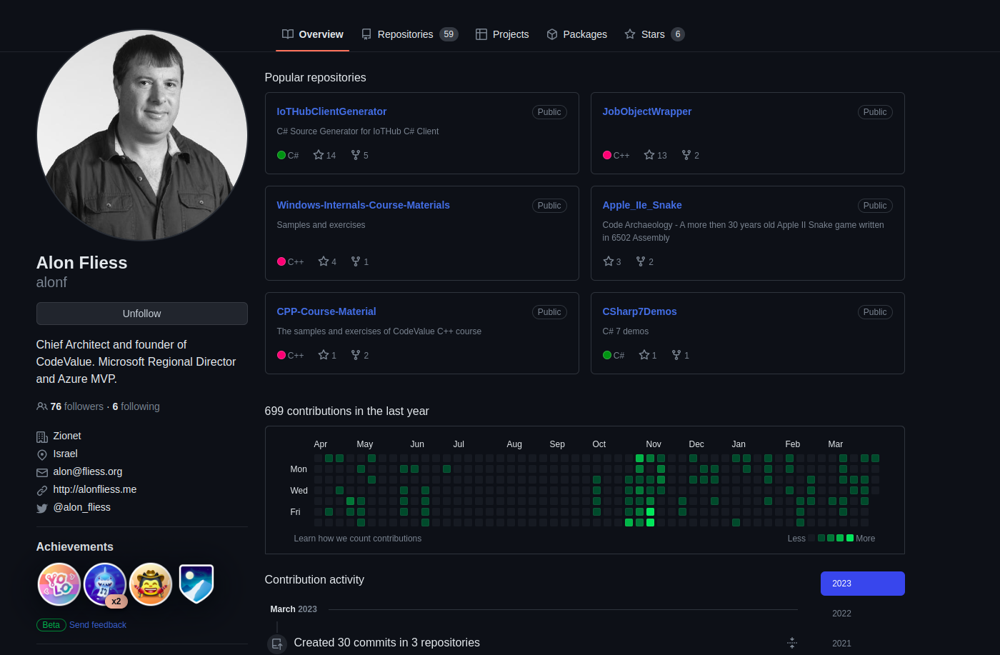 Overview
Repositories 59
Projects
Packages
Stars 6
Alon Fliess
alonf
Unfollow
Chief Architect and founder of
CodeValue. Microsoft Regional Director
and Azure MVP.
76 followers · 6 following
Zionet
Israel
alon@fliess.org
http://alonfliess.me
@alon_fliess
Achievements
YOLO
x2
Beta Send feedback
Popular repositories
IoTHubClientGenerator
Public
C# Source Generator for IoTHub C# Client
C# 14 5
JobObjectWrapper
Public
C++ 13 2
Windows-Internals-Course-Materials
Public
Samples and exercises
C++ 4 1
Apple_IIe_Snake
Public
Code Archaeology - A more then 30 years old Apple II Snake game written
in 6502 Assembly
3 2
CPP-Course-Material
Public
The samples and exercises of CodeValue C++ course
C++ 1 2
CSharp7Demos
Public
C# 7 demos
C# 1 1
699 contributions in the last year
Apr May Jun Jul Aug Sep Oct Nov Dec Jan Feb Mar
Mon
Wed
Fri
Learn how we count contributions
Less More
Contribution activity
2023
2022
2021
March 2023
Created 30 commits in 3 repositories